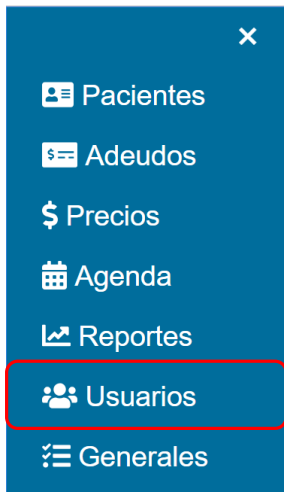 ×
Pacientes
Adeudos
$ Precios
Agenda
Reportes
Usuarios
Generales